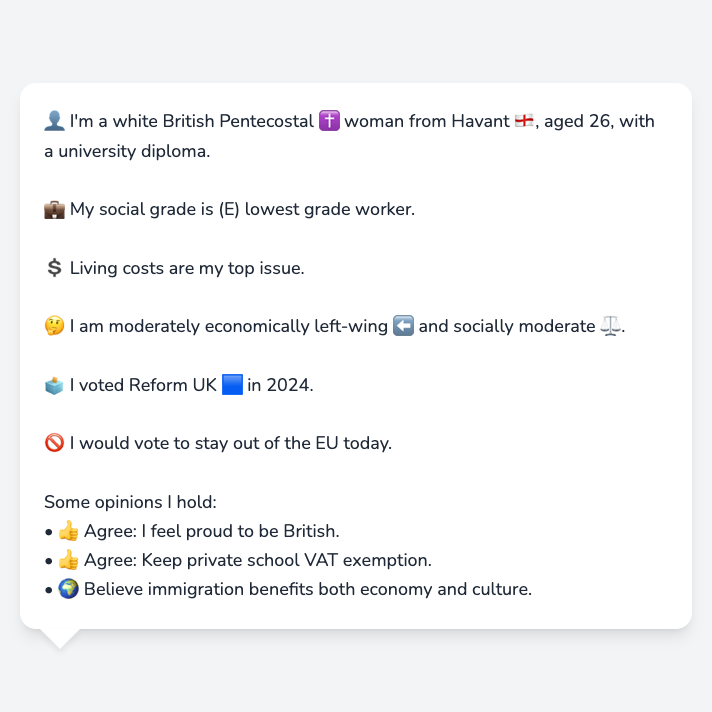 👤 I'm a white British Pentecostal ✝️ woman from Havant 🏴󠁧󠁢󠁥󠁮󠁧󠁿, aged 26, with
a university diploma.
💼 My social grade is (E) lowest grade worker.
💲 Living costs are my top issue.
🤔 I am moderately economically left-wing ⬅️ and socially moderate ⚖️.
🗳️ I voted Reform UK 🟦 in 2024.
🚫 I would vote to stay out of the EU today.
Some opinions I hold:
• 👍 Agree: I feel proud to be British.
• 👍 Agree: Keep private school VAT exemption.
• 🌍 Believe immigration benefits both economy and culture.